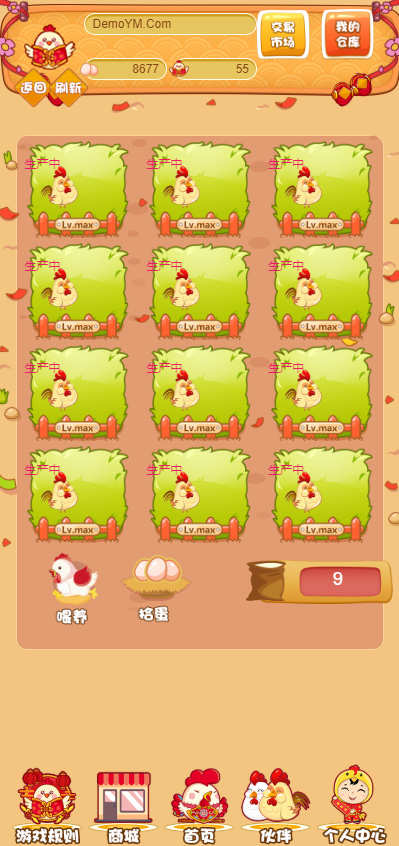 DemoYM.Com
交易
市场
我的
仓库
8677
55
返回 刷新
生产中 生产中 生产中
Lv.max Lv.max Lv.max
生产中 生产中 生产中
Lv.max Lv.max Lv.max
生产中 生产中 生产中
Lv.max Lv.max Lv.max
生产中 生产中 生产中
Lv.max Lv.max Lv.max
9
喂养 拾蛋
游戏规则 商城 首页 伙伴 个人中心